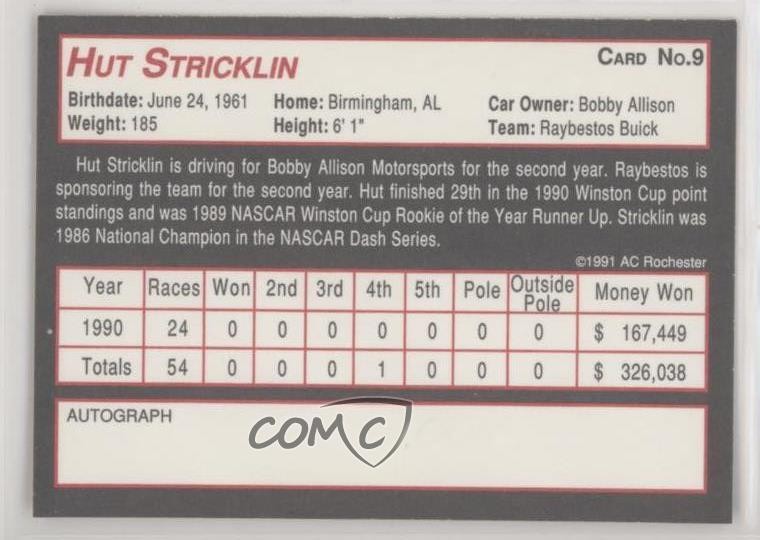 HUT STRICKLIN CARD NO.9
Birthdate: June 24, 1961 Home: Birmingham, AL Car Owner: Bobby Allison
Weight: 185 Height: 6' 1" Team: Raybestos Buick
Hut Stricklin is driving for Bobby Allison Motorsports for the second year. Raybestos is
sponsoring the team for the second year. Hut finished 29th in the 1990 Winston Cup point
standings and was 1989 NASCAR Winston Cup Rookie of the Year Runner Up. Stricklin was
1986 National Champion in the NASCAR Dash Series.
©1991 AC Rochester
Year Races Won 2nd 3rd 4th 5th Pole Outside Pole Money Won
1990 24 0 0 0 0 0 0 0 $ 167,449
Totals 54 0 0 0 1 0 0 0 $ 326,038
AUTOGRAPH
COMC